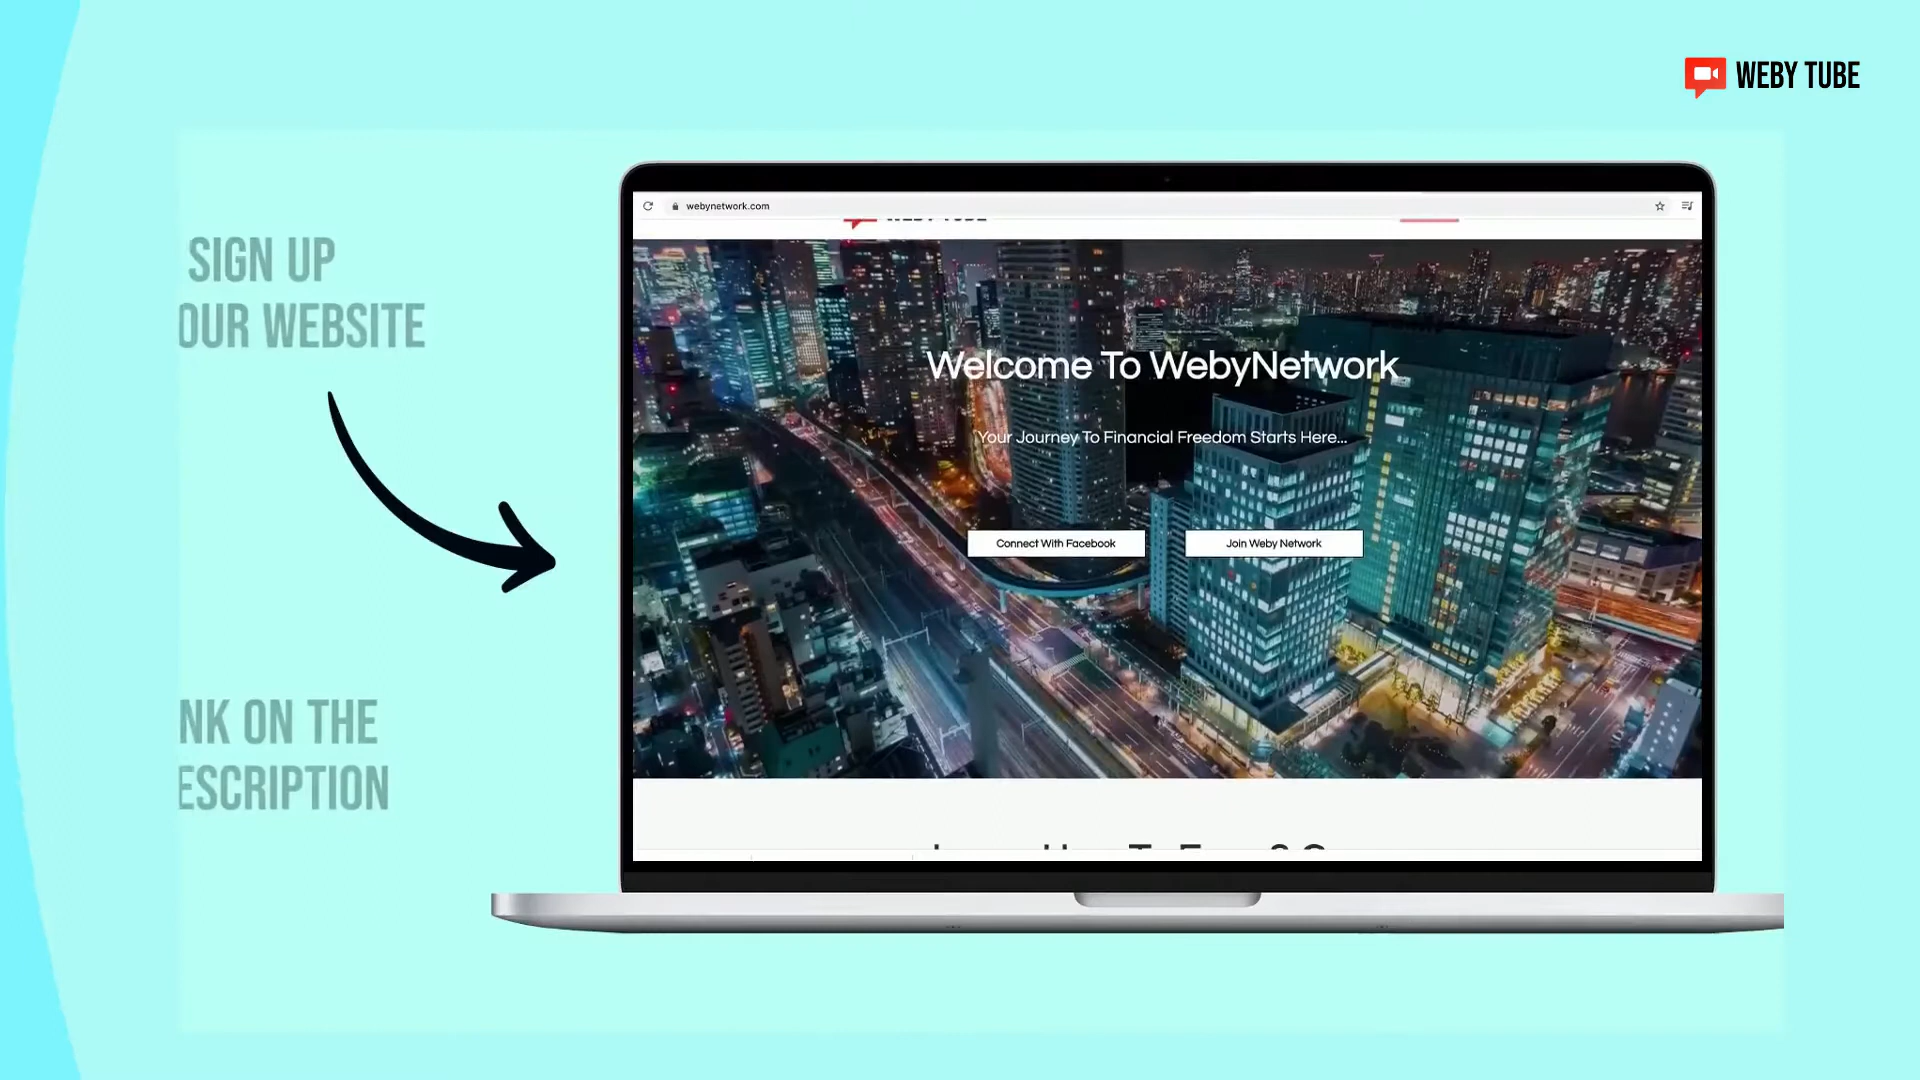 WEBY TUBE
SIGN UP
OUR WEBSITE
NK ON THE
ESCRIPTION
webynetwork.com
Welcome To WebyNetwork
Your Journey To Financial Freedom Starts Here...
Connect With Facebook
Join Weby Network